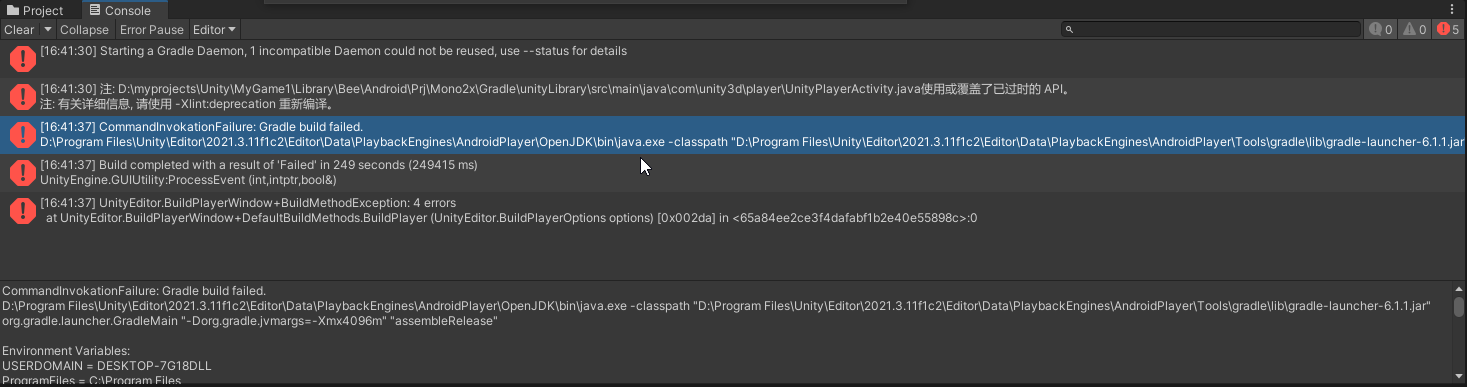 Project
Console
Clear
Collapse
Error Pause
Editor
0
0
5
[16:41:30] Starting a Gradle Daemon, 1 incompatible Daemon could not be reused, use --status for details
[16:41:30] 注: D:\myprojects\Unity\MyGame1\Library\Bee\Android\Prj\Mono2x\Gradle\unityLibrary\src\main\java\com\unity3d\player\UnityPlayerActivity.java使用或覆盖了已过时的 API。
注: 有关详细信息, 请使用 -Xlint:deprecation 重新编译。
[16:41:37] CommandInvokationFailure: Gradle build failed.
D:\Program Files\Unity\Editor\2021.3.11f1c2\Editor\Data\PlaybackEngines\AndroidPlayer\OpenJDK\bin\java.exe -classpath "D:\Program Files\Unity\Editor\2021.3.11f1c2\Editor\Data\PlaybackEngines\AndroidPlayer\Tools\gradle\lib\gradle-launcher-6.1.1.jar
[16:41:37] Build completed with a result of 'Failed' in 249 seconds (249415 ms)
UnityEngine.GUIUtility:ProcessEvent (int,intptr,bool&)
[16:41:37] UnityEditor.BuildPlayerWindow+BuildMethodException: 4 errors
at UnityEditor.BuildPlayerWindow+DefaultBuildMethods.BuildPlayer (UnityEditor.BuildPlayerOptions options) [0x002da] in <65a84ee2ce3f4dafabf1b2e40e55898c>:0
CommandInvokationFailure: Gradle build failed.
D:\Program Files\Unity\Editor\2021.3.11f1c2\Editor\Data\PlaybackEngines\AndroidPlayer\OpenJDK\bin\java.exe -classpath "D:\Program Files\Unity\Editor\2021.3.11f1c2\Editor\Data\PlaybackEngines\AndroidPlayer\Tools\gradle\lib\gradle-launcher-6.1.1.jar"
org.gradle.launcher.GradleMain "-Dorg.gradle.jvmargs=-Xmx4096m" "assembleRelease"
Environment Variables:
USERDOMAIN = DESKTOP-7G18DLL
ProgramFiles = C:\Program Files